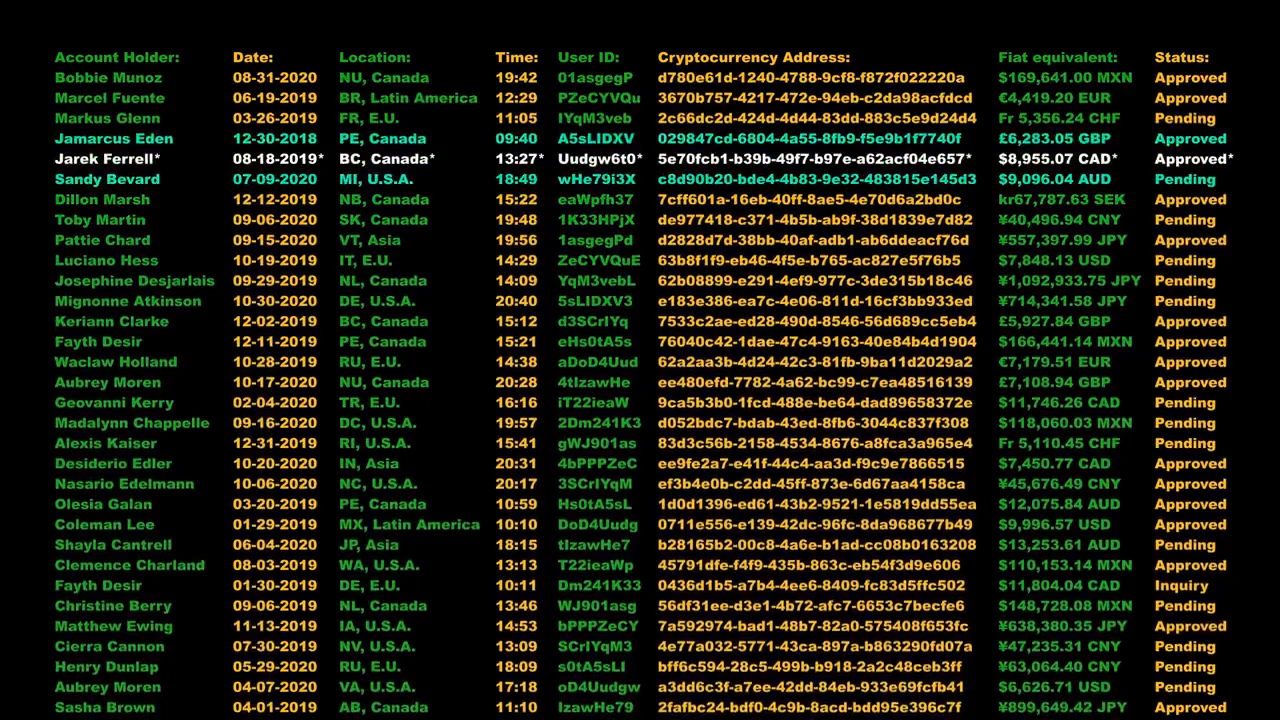 Account Holder: Date: Location: Time: User ID: Cryptocurrency Address: Fiat equivalent: Status:
Bobbie Munoz 08-31-2020 NU, Canada 19:42 01asgegP d780e61d-1240-4788-9cf8-f872f022220a $169,641.00 MXN Approved
Marcel Fuente 06-19-2019 BR, Latin America 12:29 PZeCYVQu 3670b757-4217-472e-94eb-c2da98acfdcd €4,419.20 EUR Approved
Markus Glenn 03-26-2019 FR, E.U. 11:05 IYqM3veb 2c66dc2d-424d-4d44-83dd-883c5e9d24d4 Fr 5,356.24 CHF Pending
Jamarcus Eden 12-30-2018 PE, Canada 09:40 A5sLIDXV 029847cd-6804-4a55-8fb9-f5e9b1f7740f £6,283.05 GBP Approved
Jarek Ferrell* 08-18-2019* BC, Canada* 13:27* Uudgw6t0* 5e70fcb1-b39b-49f7-b97e-a62acf04e657* $8,955.07 CAD* Approved*
Sandy Bevard 07-09-2020 MI, U.S.A. 18:49 wHe79i3X c8d90b20-bde4-4b83-9e32-483815e145d3 $9,096.04 AUD Pending
Dillon Marsh 12-12-2019 NB, Canada 15:22 eaWpfh37 7cff601a-16eb-40ff-8ae5-4e70d6a2bd0c kr67,787.63 SEK Approved
Toby Martin 09-06-2020 SK, Canada 19:48 1K33HPjX de977418-c371-4b5b-ab9f-38d1839e7d82 ¥40,496.94 CNY Pending
Pattie Chard 09-15-2020 VT, Asia 19:56 1asgegPd d2828d7d-38bb-40af-adb1-ab6ddeacf76d ¥557,397.99 JPY Approved
Luciano Hess 10-19-2019 IT, E.U. 14:29 ZeCYVQuE 63b8f1f9-eb46-4f5e-b765-ac827e5f76b5 $7,848.13 USD Pending
Josephine Desjarlais 09-29-2019 NL, Canada 14:09 YqM3vebL 62b08899-e291-4ef9-977c-3de315b18c46 ¥1,092,933.75 JPY Pending
Mignonne Atkinson 10-30-2020 DE, U.S.A. 20:40 5sLIDXV3 e183e386-ea7c-4e06-811d-16cf3bb933ed ¥714,341.58 JPY Pending
Keriann Clarke 12-02-2019 BC, Canada 15:12 d3SCrIYq 7533c2ae-ed28-490d-8546-56d689cc5eb4 £5,927.84 GBP Approved
Fayth Desir 12-11-2019 PE, Canada 15:21 eHs0tA5s 76040c42-1dae-47c4-9163-40e84b4d1904 $166,441.14 MXN Approved
Waclaw Holland 10-28-2019 RU, E.U. 14:38 aDoD4Uud 62a2aa3b-4d24-42c3-81fb-9ba11d2029a2 €7,179.51 EUR Approved
Aubrey Moren 10-17-2020 NU, Canada 20:28 4tIzawHe ee480efd-7782-4a62-bc99-c7ea48516139 £7,108.94 GBP Approved
Geovanni Kerry 02-04-2020 TR, E.U. 16:16 iT22ieaW 9ca5b3b0-1fcd-488e-be64-dad89658372e $11,746.26 CAD Pending
Madalynn Chappelle 09-16-2020 DC, U.S.A. 19:57 2Dm241K3 d052bdc7-bdab-43ed-8fb6-3044c837f308 $118,060.03 MXN Pending
Alexis Kaiser 12-31-2019 RI, U.S.A. 15:41 gWJ901as 83d3c56b-2158-4534-8676-a8fca3a965e4 Fr 5,110.45 CHF Pending
Desiderio Edler 10-20-2020 IN, Asia 20:31 4bPPPZeC ee9fe2a7-e41f-44c4-aa3d-f9c9e7866515 $7,450.77 CAD Approved
Nasario Edelmann 10-06-2020 NC, U.S.A. 20:17 3SCrIYqM ef3b4e0b-c2dd-45ff-873e-6d67aa4158ca ¥45,676.49 CNY Approved
Olesia Galan 03-20-2019 PE, Canada 10:59 Hs0tA5sL 1d0d1396-ed61-43b2-9521-1e5819dd55ea $12,075.84 AUD Approved
Coleman Lee 01-29-2019 MX, Latin America 10:10 DoD4Uudg 0711e556-e139-42dc-96fc-8da968677b49 $9,996.57 USD Approved
Shayla Cantrell 06-04-2020 JP, Asia 18:15 tIzawHe7 b28165b2-00c8-4a6e-b1ad-cc08b0163208 $13,253.61 AUD Pending
Clemence Charland 08-03-2019 WA, U.S.A. 13:13 T22ieaWp 45791dfe-f4f9-435b-863c-eb54f3d9e606 $110,153.14 MXN Approved
Fayth Desir 01-30-2019 DE, E.U. 10:11 Dm241K33 0436d1b5-a7b4-4ee6-8409-fc83d5ffc502 $11,804.04 CAD Inquiry
Christine Berry 09-06-2019 NL, Canada 13:46 WJ901asg 56df31ee-d3e1-4b72-afc7-6653c7becfe6 $148,728.08 MXN Pending
Matthew Ewing 11-13-2019 IA, U.S.A. 14:53 bPPPZeCY 7a592974-bad1-48b7-82a0-575408f653fc ¥638,380.35 JPY Approved
Cierra Cannon 07-30-2019 NV, U.S.A. 13:09 SCrIYqM3 4e77a032-5771-43ca-897a-b863290fd07a ¥47,235.31 CNY Pending
Henry Dunlap 05-29-2020 RU, E.U. 18:09 s0tA5sLI bff6c594-28c5-499b-b918-2a2c48ceb3ff ¥63,064.40 CNY Pending
Aubrey Moren 04-07-2020 VA, U.S.A. 17:18 oD4Uudgw a3dd6c3f-a7ee-42dd-84eb-933e69fcfb41 $6,626.71 USD Pending
Sasha Brown 04-01-2019 AB, Canada 11:10 IzawHe79 2fafbc24-bdf0-4c9b-8acd-bdd95e396c7f ¥899,649.42 JPY Approved